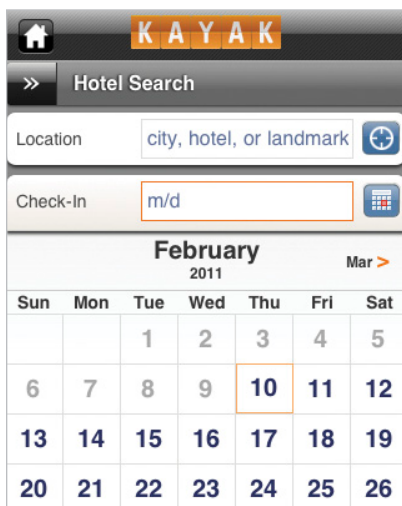 KAYAK
» Hotel Search
Location city, hotel, or landmark
Check-In m/d
February
2011 Mar >
Sun Mon Tue Wed Thu Fri Sat
1 2 3 4 5
6 7 8 9 10 11 12
13 14 15 16 17 18 19
20 21 22 23 24 25 26